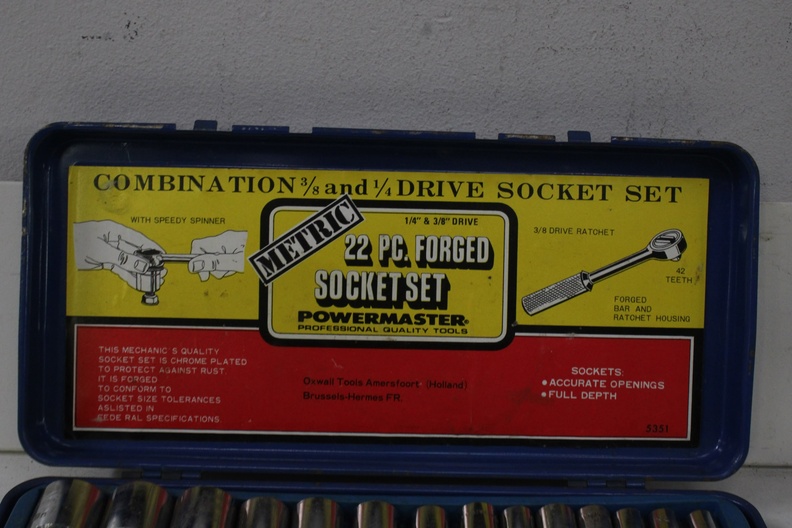 COMBINATION 3/8 and 1/4 DRIVE SOCKET SET
WITH SPEEDY SPINNER
METRIC
1/4" & 3/8" DRIVE
22 PC. FORGED
SOCKET SET
POWERMASTER
PROFESSIONAL QUALITY TOOLS
3/8 DRIVE RATCHET
42
TEETH
FORGED
BAR AND
RATCHET HOUSING
THIS MECHANIC'S QUALITY
SOCKET SET IS CHROME PLATED
TO PROTECT AGAINST RUST
IT IS FORGED
TO CONFORM TO
SOCKET SIZE TOLERANCES
ASLISTED IN
FEDERAL SPECIFICATIONS.
Oxwall Tools Amersfoort (Holland)
Brussels-Hermes FR.
SOCKETS:
• ACCURATE OPENINGS
• FULL DEPTH
5351